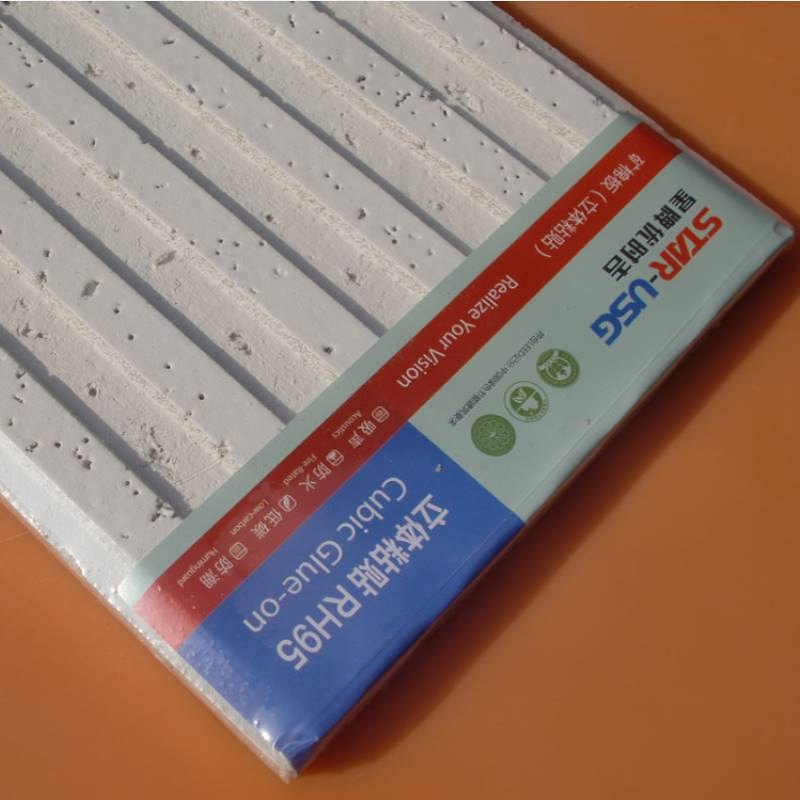 星牌优时吉
STAR-USG
矿棉板（立体粘贴）
Realize Your Vision
吸声 防火 低碳 防潮
Acoustics Fire-Rated Low-carbon Humiguard
立体粘贴 RH95
Cubic Glue-on